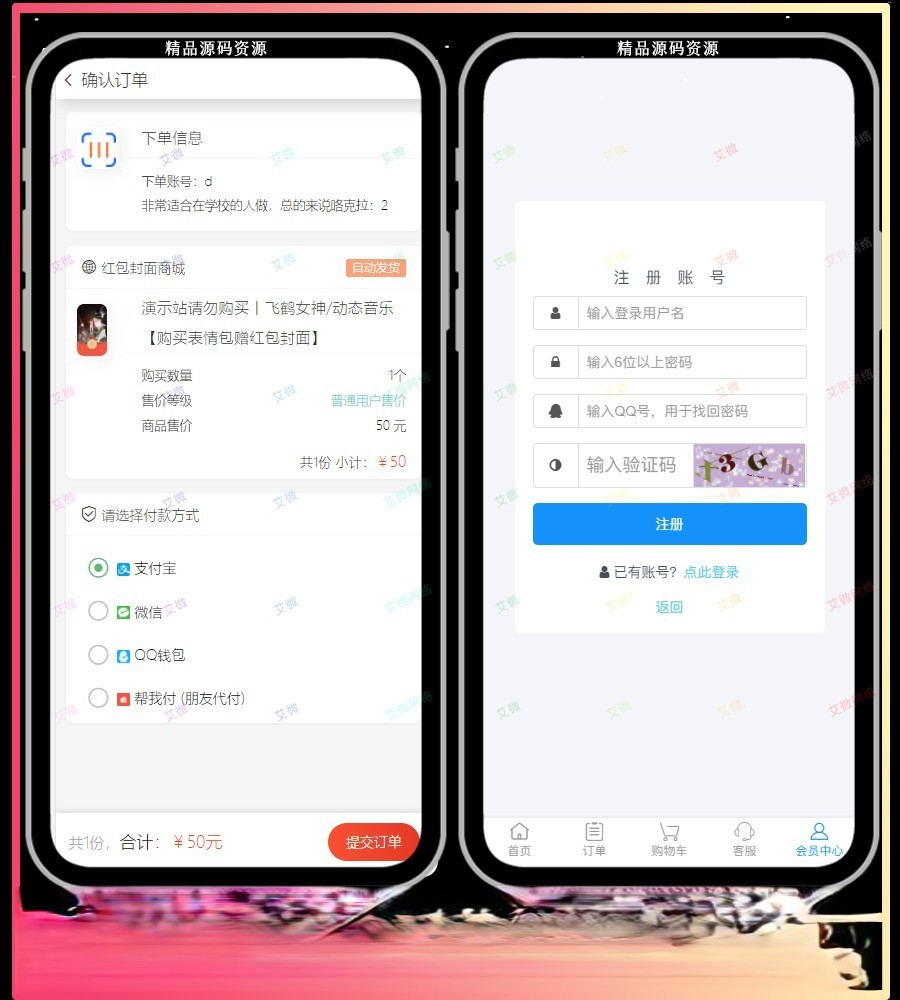 精品源码资源
确认订单
下单信息
下单账号：d
非常适合在学校的人做，总的来说咯克拉：2
红包封面商城
自动发货
演示站请勿购买丨飞鹤女神/动态音乐
【购买表情包赠红包封面】
购买数量 1个
售价等级 普通用户售价
商品售价 50 元
共1份 小计：￥50
请选择付款方式
支付宝
微信
QQ钱包
帮我付 (朋友代付)
共1份，合计：￥50元
提交订单
精品源码资源
注 册 账 号
输入登录用户名
输入6位以上密码
输入QQ号，用于找回密码
输入验证码
注册
已有账号？点此登录
返回
首页 订单 购物车 客服 会员中心
艾微网络